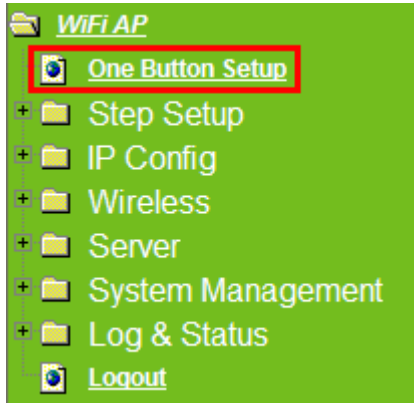 WiFi AP
One Button Setup
Step Setup
IP Config
Wireless
Server
System Management
Log & Status
Logout